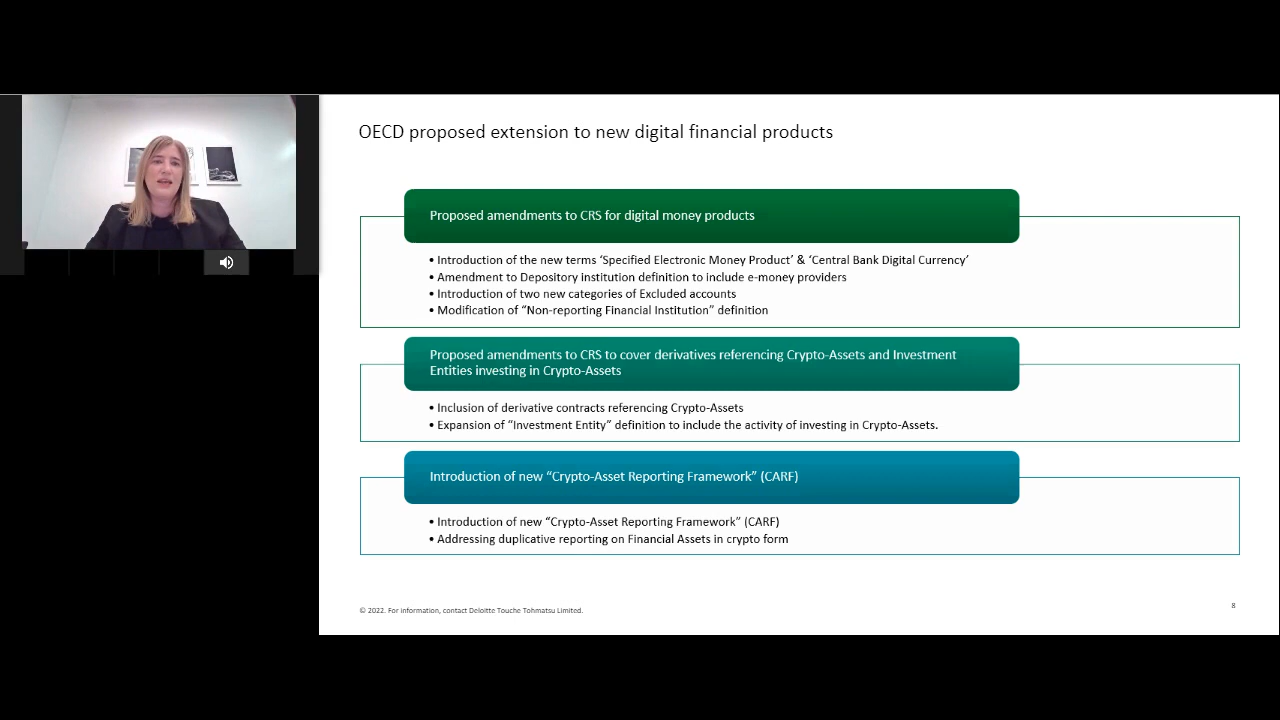 OECD proposed extension to new digital financial products
Proposed amendments to CRS for digital money products
• Introduction of the new terms ‘Specified Electronic Money Product’ & ‘Central Bank Digital Currency’
• Amendment to Depository institution definition to include e-money providers
• Introduction of two new categories of Excluded accounts
• Modification of “Non-reporting Financial Institution” definition
Proposed amendments to CRS to cover derivatives referencing Crypto-Assets and Investment
Entities investing in Crypto-Assets
• Inclusion of derivative contracts referencing Crypto-Assets
• Expansion of “Investment Entity” definition to include the activity of investing in Crypto-Assets.
Introduction of new “Crypto-Asset Reporting Framework” (CARF)
• Introduction of new “Crypto-Asset Reporting Framework” (CARF)
• Addressing duplicative reporting on Financial Assets in crypto form
© 2022. For information, contact Deloitte Touche Tohmatsu Limited.
8